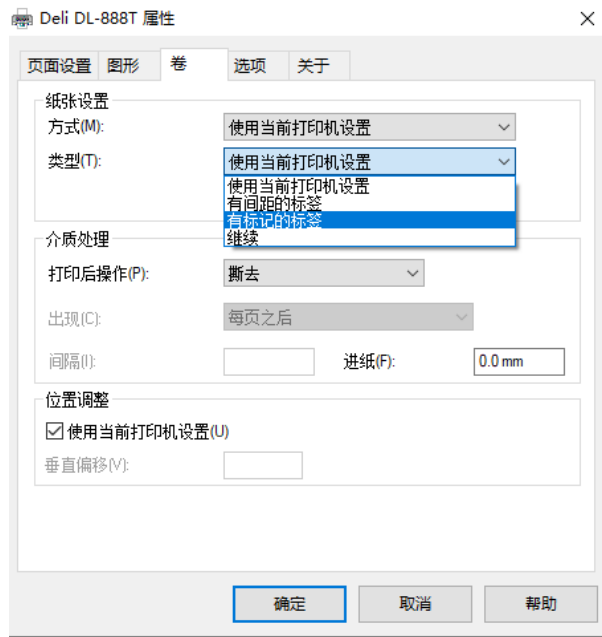 Deli DL-888T 属性
页面设置 图形 卷 选项 关于
纸张设置
方式(M): 使用当前打印机设置
类型(T): 使用当前打印机设置
使用当前打印机设置
有间距的标签
有标记的标签
继续
介质处理
打印后操作(P): 撕去
出现(C): 每页之后
间隔(I): 进纸(F): 0.0 mm
位置调整
使用当前打印机设置(U)
垂直偏移(V):
确定 取消 帮助